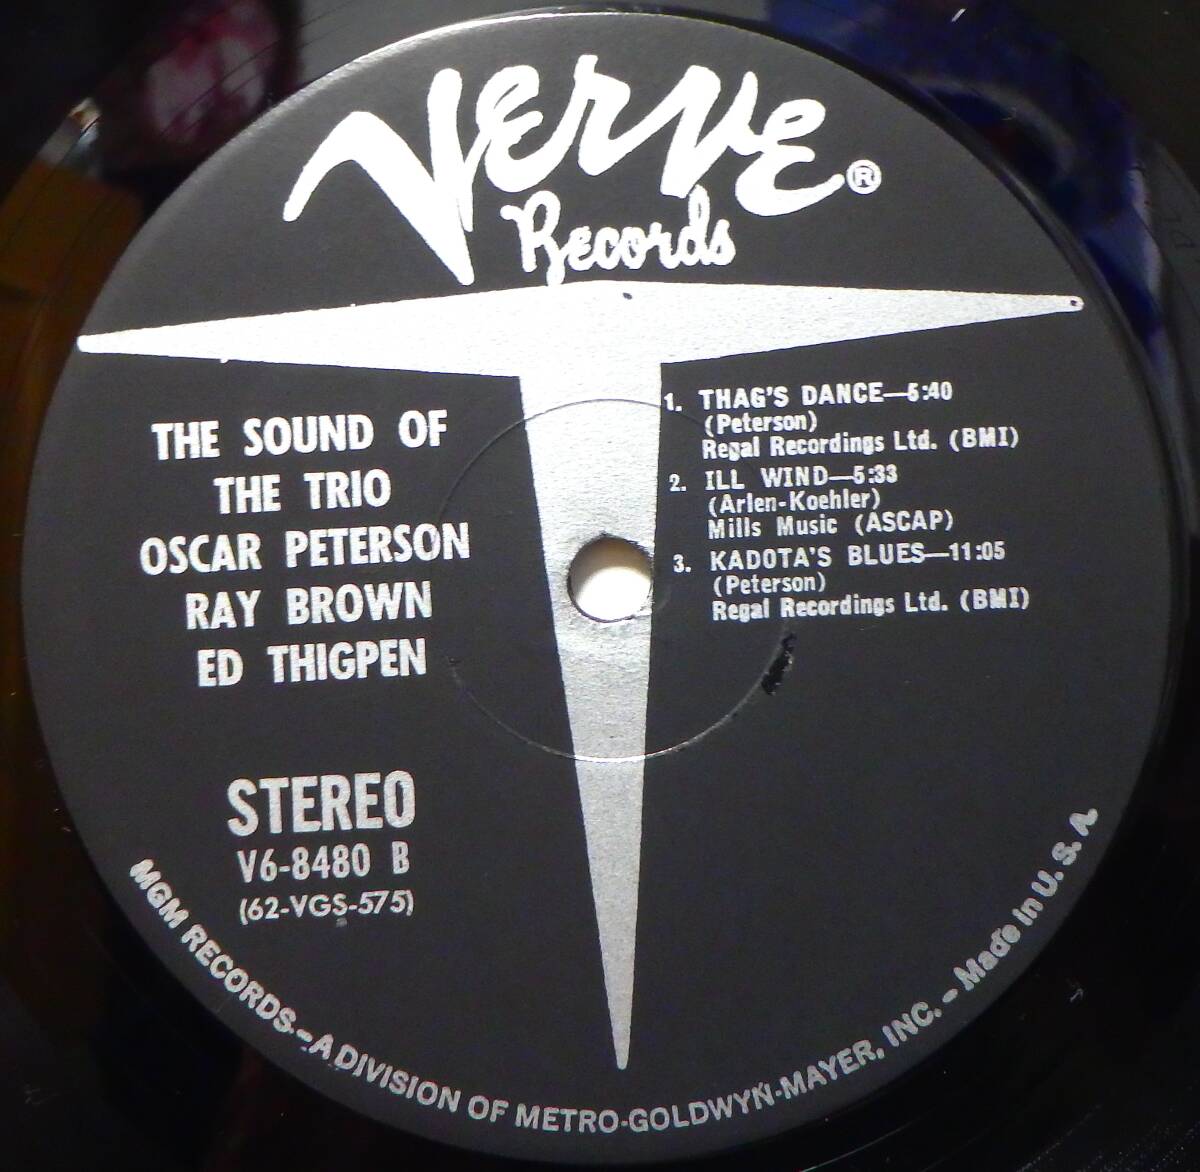 VERVE ®
Records
THE SOUND OF
THE TRIO
OSCAR PETERSON
RAY BROWN
ED THIGPEN
STEREO
V6-8480 B
(62-VGS-575)
1. THAG'S DANCE—5:40
(Peterson)
Regal Recordings Ltd. (BMI)
2. ILL WIND—5:33
(Arlen-Koehler)
Mills Music (ASCAP)
3. KADOTA'S BLUES—11:05
(Peterson)
Regal Recordings Ltd. (BMI)
MGM RECORDS - A DIVISION OF METRO-GOLDWYN-MAYER, INC. - Made in U. S. A.